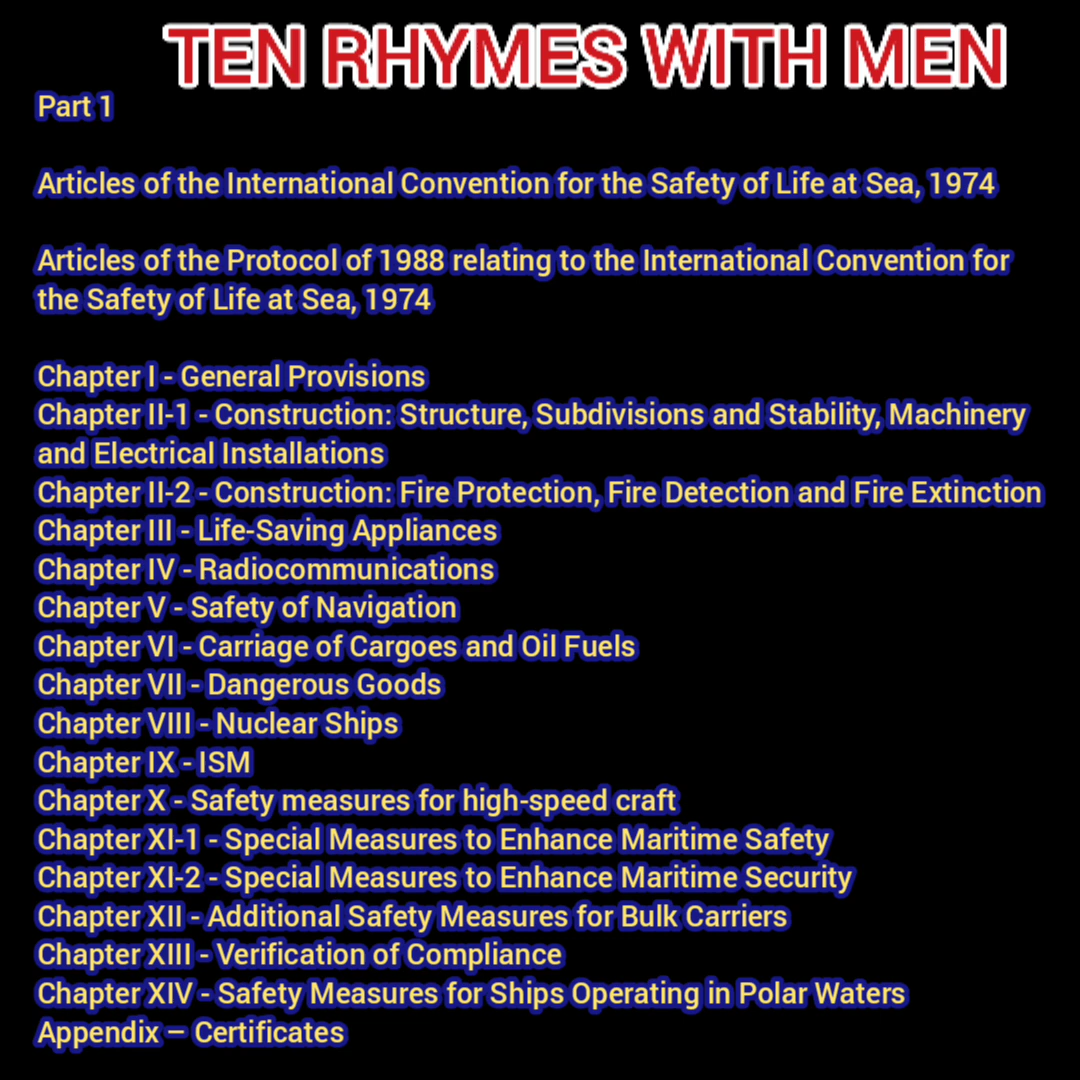 TEN RHYMES WITH MEN
Part 1
Articles of the International Convention for the Safety of Life at Sea, 1974
Articles of the Protocol of 1988 relating to the International Convention for
the Safety of Life at Sea, 1974
Chapter I - General Provisions
Chapter II-1 - Construction: Structure, Subdivisions and Stability, Machinery
and Electrical Installations
Chapter II-2 - Construction: Fire Protection, Fire Detection and Fire Extinction
Chapter III - Life-Saving Appliances
Chapter IV - Radiocommunications
Chapter V - Safety of Navigation
Chapter VI - Carriage of Cargoes and Oil Fuels
Chapter VII - Dangerous Goods
Chapter VIII - Nuclear Ships
Chapter IX - ISM
Chapter X - Safety measures for high-speed craft
Chapter XI-1 - Special Measures to Enhance Maritime Safety
Chapter XI-2 - Special Measures to Enhance Maritime Security
Chapter XII - Additional Safety Measures for Bulk Carriers
Chapter XIII - Verification of Compliance
Chapter XIV - Safety Measures for Ships Operating in Polar Waters
Appendix – Certificates